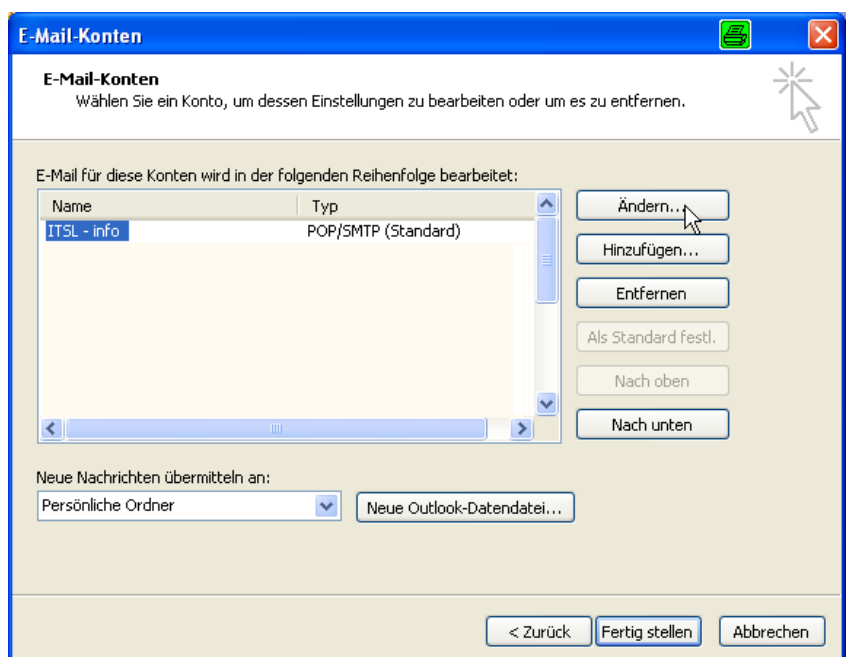 E-Mail-Konten
E-Mail-Konten
Wählen Sie ein Konto, um dessen Einstellungen zu bearbeiten oder um es zu entfernen.
E-Mail für diese Konten wird in der folgenden Reihenfolge bearbeitet:
Name Typ
ITSL - info POP/SMTP (Standard)
Ändern...
Hinzufügen...
Entfernen
Als Standard festl.
Nach oben
Nach unten
Neue Nachrichten übermitteln an:
Persönliche Ordner Neue Outlook-Datendatei...
< Zurück Fertig stellen Abbrechen